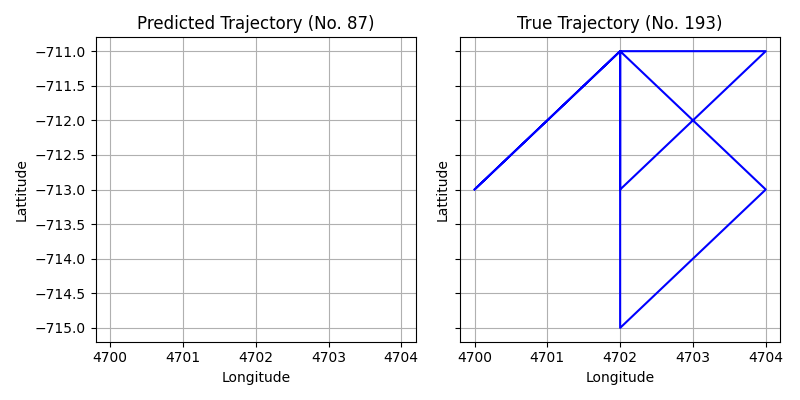 Predicted Trajectory (No. 87)
True Trajectory (No. 193)
Lattitude
−711.0
−711.5
−712.0
−712.5
−713.0
−713.5
−714.0
−714.5
−715.0
4700 4701 4702 4703 4704
Longitude
Lattitude
4700 4701 4702 4703 4704
Longitude